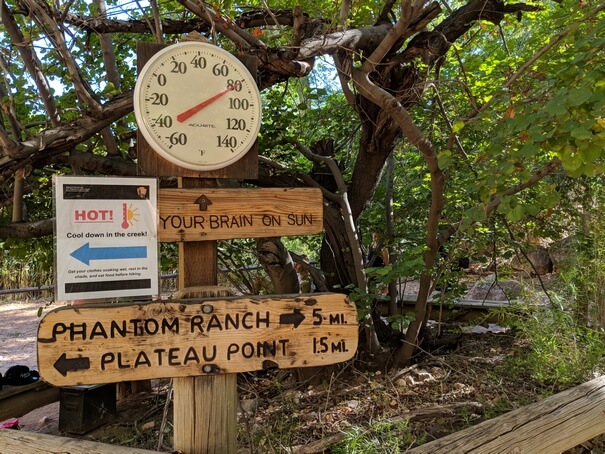 -60 -40 -20 0 20 40 60 80 100 120 140
ACURITE
°F
YOUR BRAIN ON SUN
HOT!
Cool down in the creek!
Get your clothes soaking wet, rest in the
shade, and eat food before hiking.
PHANTOM RANCH 5 MI.
PLATEAU POINT 1.5 MI.